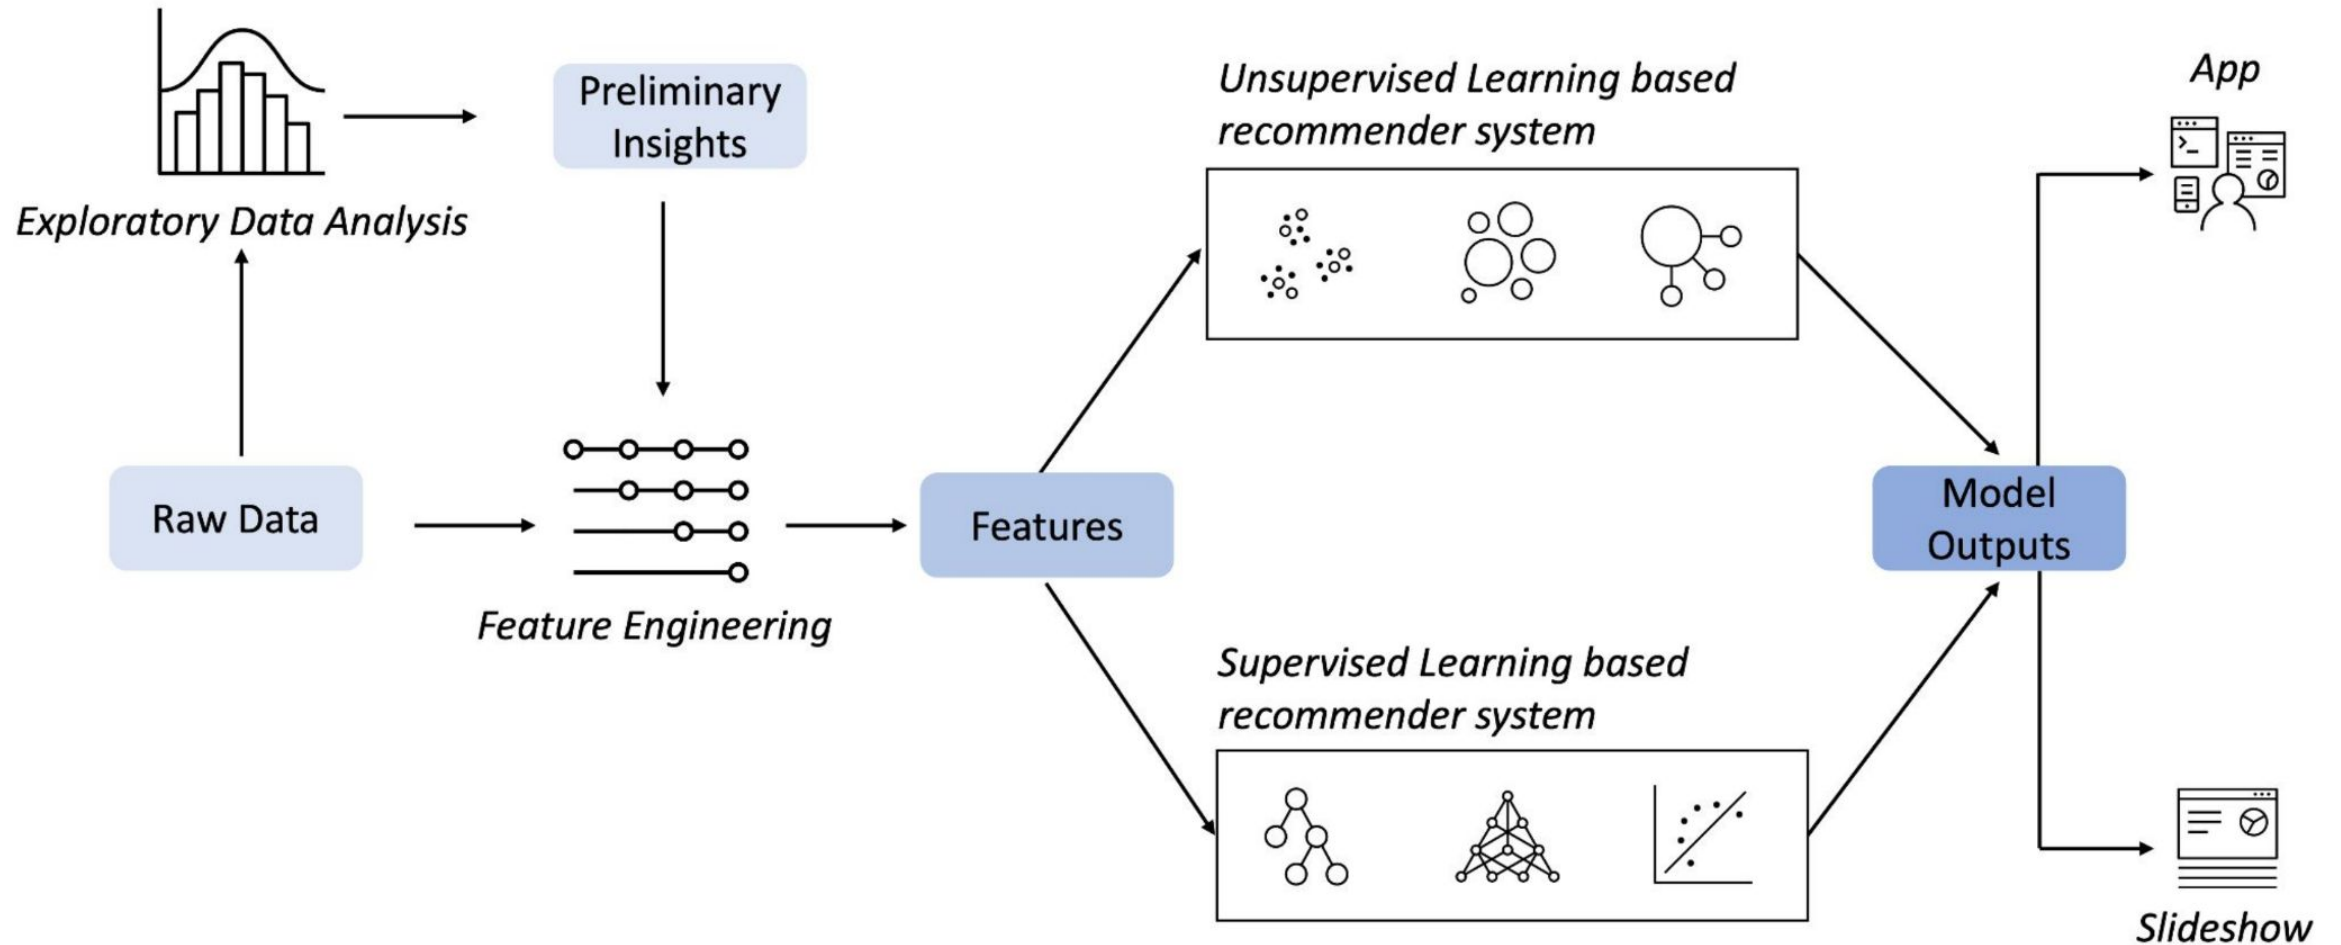 Exploratory Data Analysis
Preliminary
Insights
Raw Data
Feature Engineering
Features
Unsupervised Learning based
recommender system
Supervised Learning based
recommender system
Model
Outputs
App
Slideshow